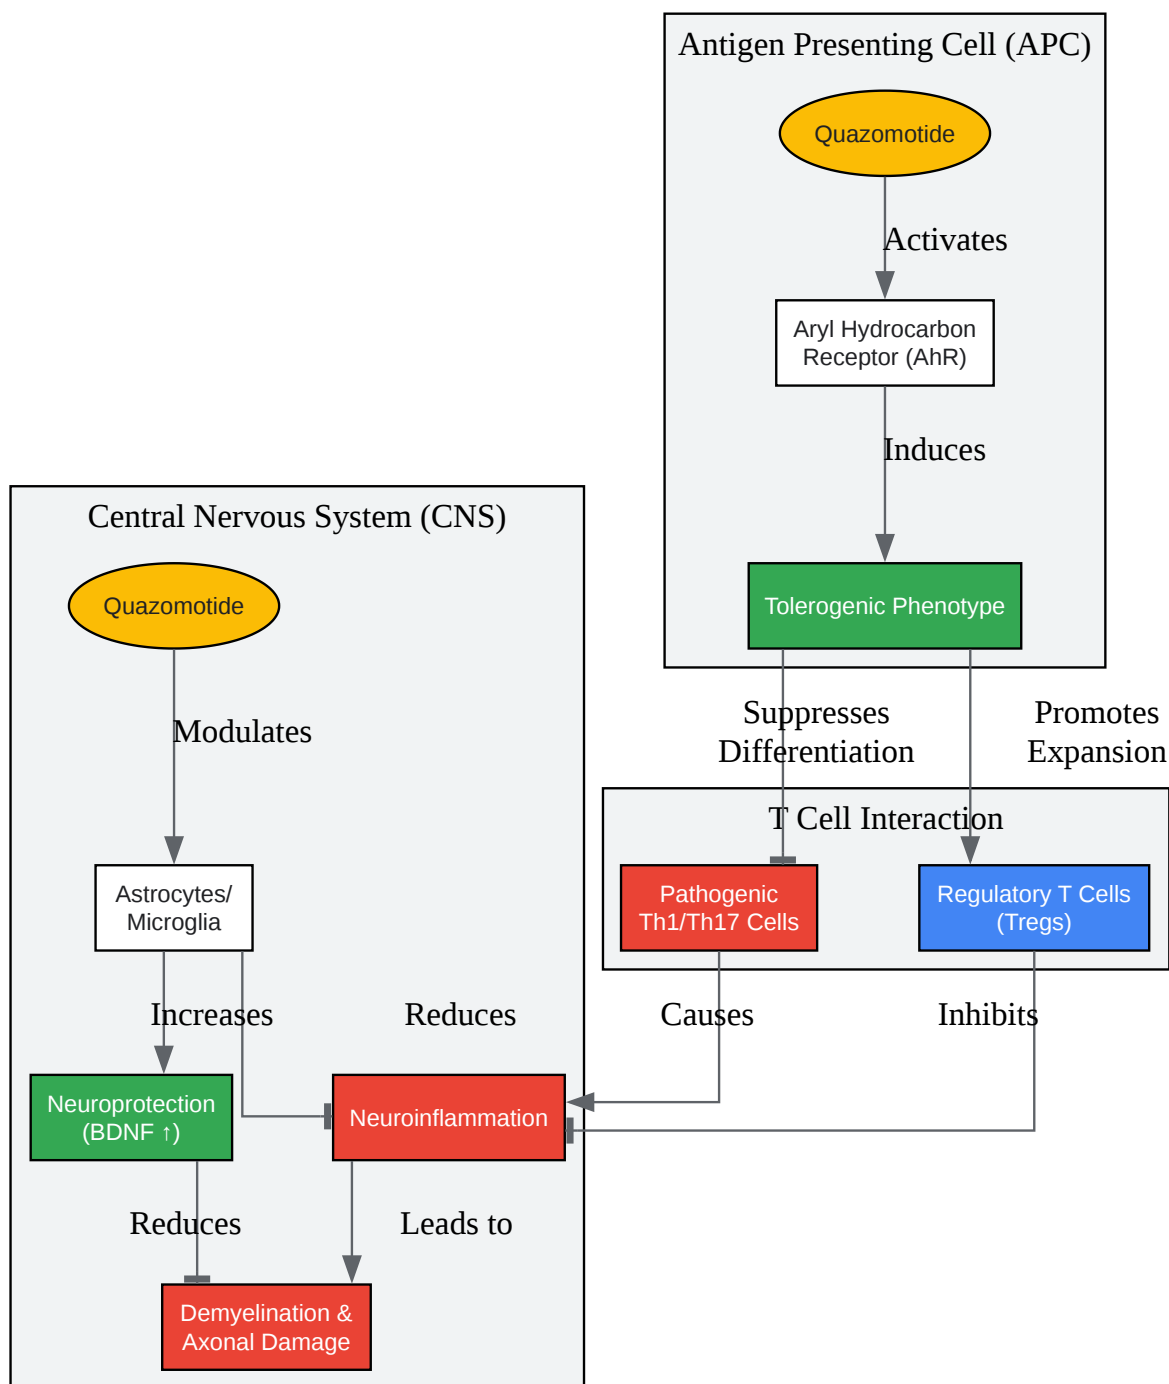 Antigen Presenting Cell (APC)
Quazomotide
Activates
Aryl Hydrocarbon
Receptor (AhR)
Induces
Tolerogenic Phenotype
Suppresses
Differentiation
Promotes
Expansion
T Cell Interaction
Pathogenic
Th1/Th17 Cells
Regulatory T Cells
(Tregs)
Causes
Inhibits
Central Nervous System (CNS)
Quazomotide
Modulates
Astrocytes/
Microglia
Increases
Reduces
Neuroprotection
(BDNF ↑)
Neuroinflammation
Reduces
Leads to
Demyelination &
Axonal Damage